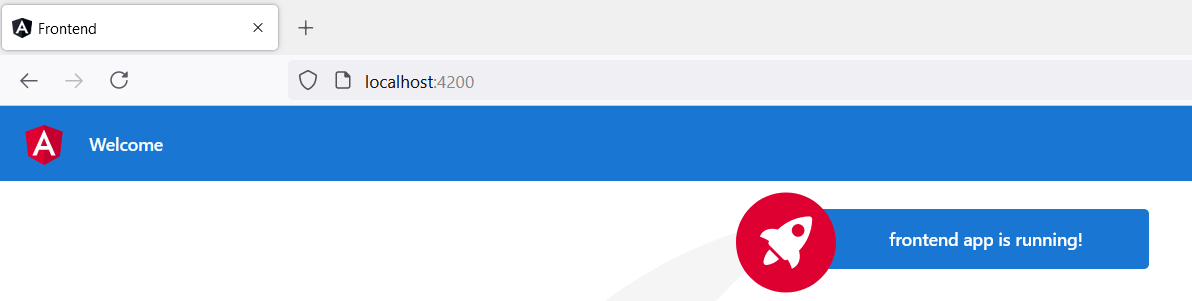 Frontend
localhost:4200
Welcome
frontend app is running!